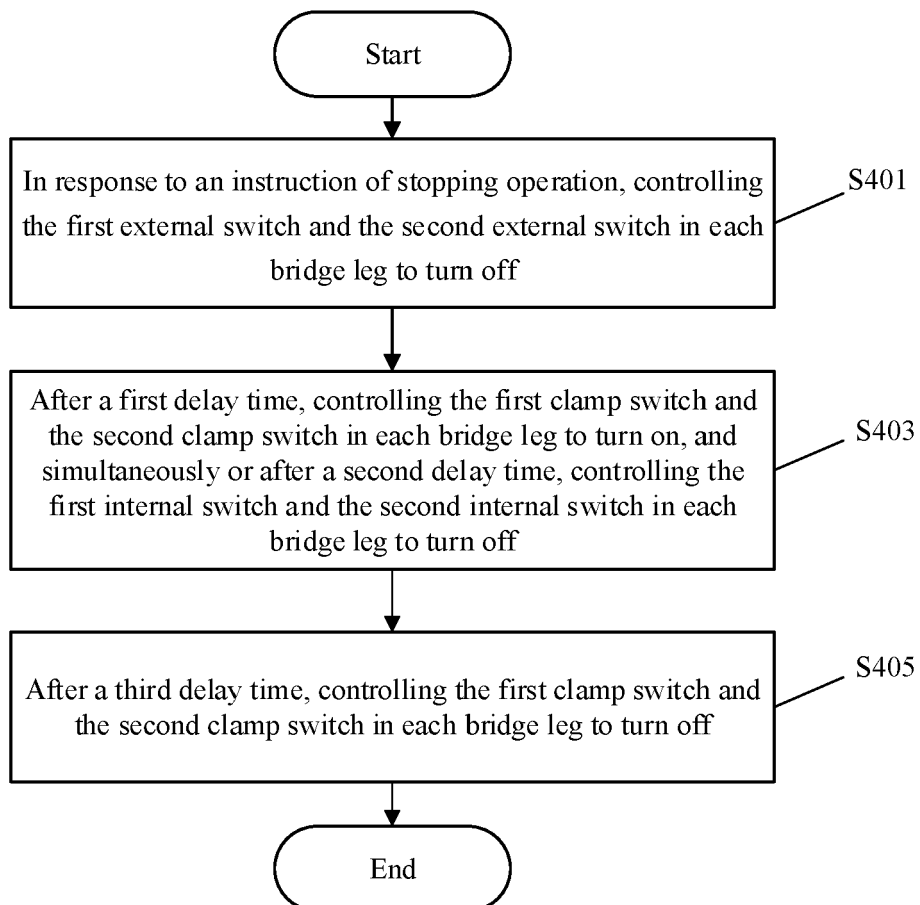 Start
In response to an instruction of stopping operation, controlling
the first external switch and the second external switch in each
bridge leg to turn off
S401
After a first delay time, controlling the first clamp switch and
the second clamp switch in each bridge leg to turn on, and
simultaneously or after a second delay time, controlling the
first internal switch and the second internal switch in each
bridge leg to turn off
S403
After a third delay time, controlling the first clamp switch and
the second clamp switch in each bridge leg to turn off
S405
End